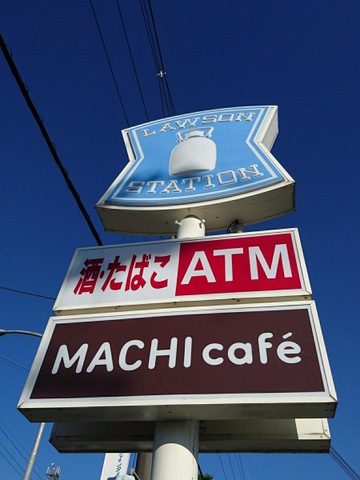 LAWSON
STATION
酒・たばこ ATM
MACHI café